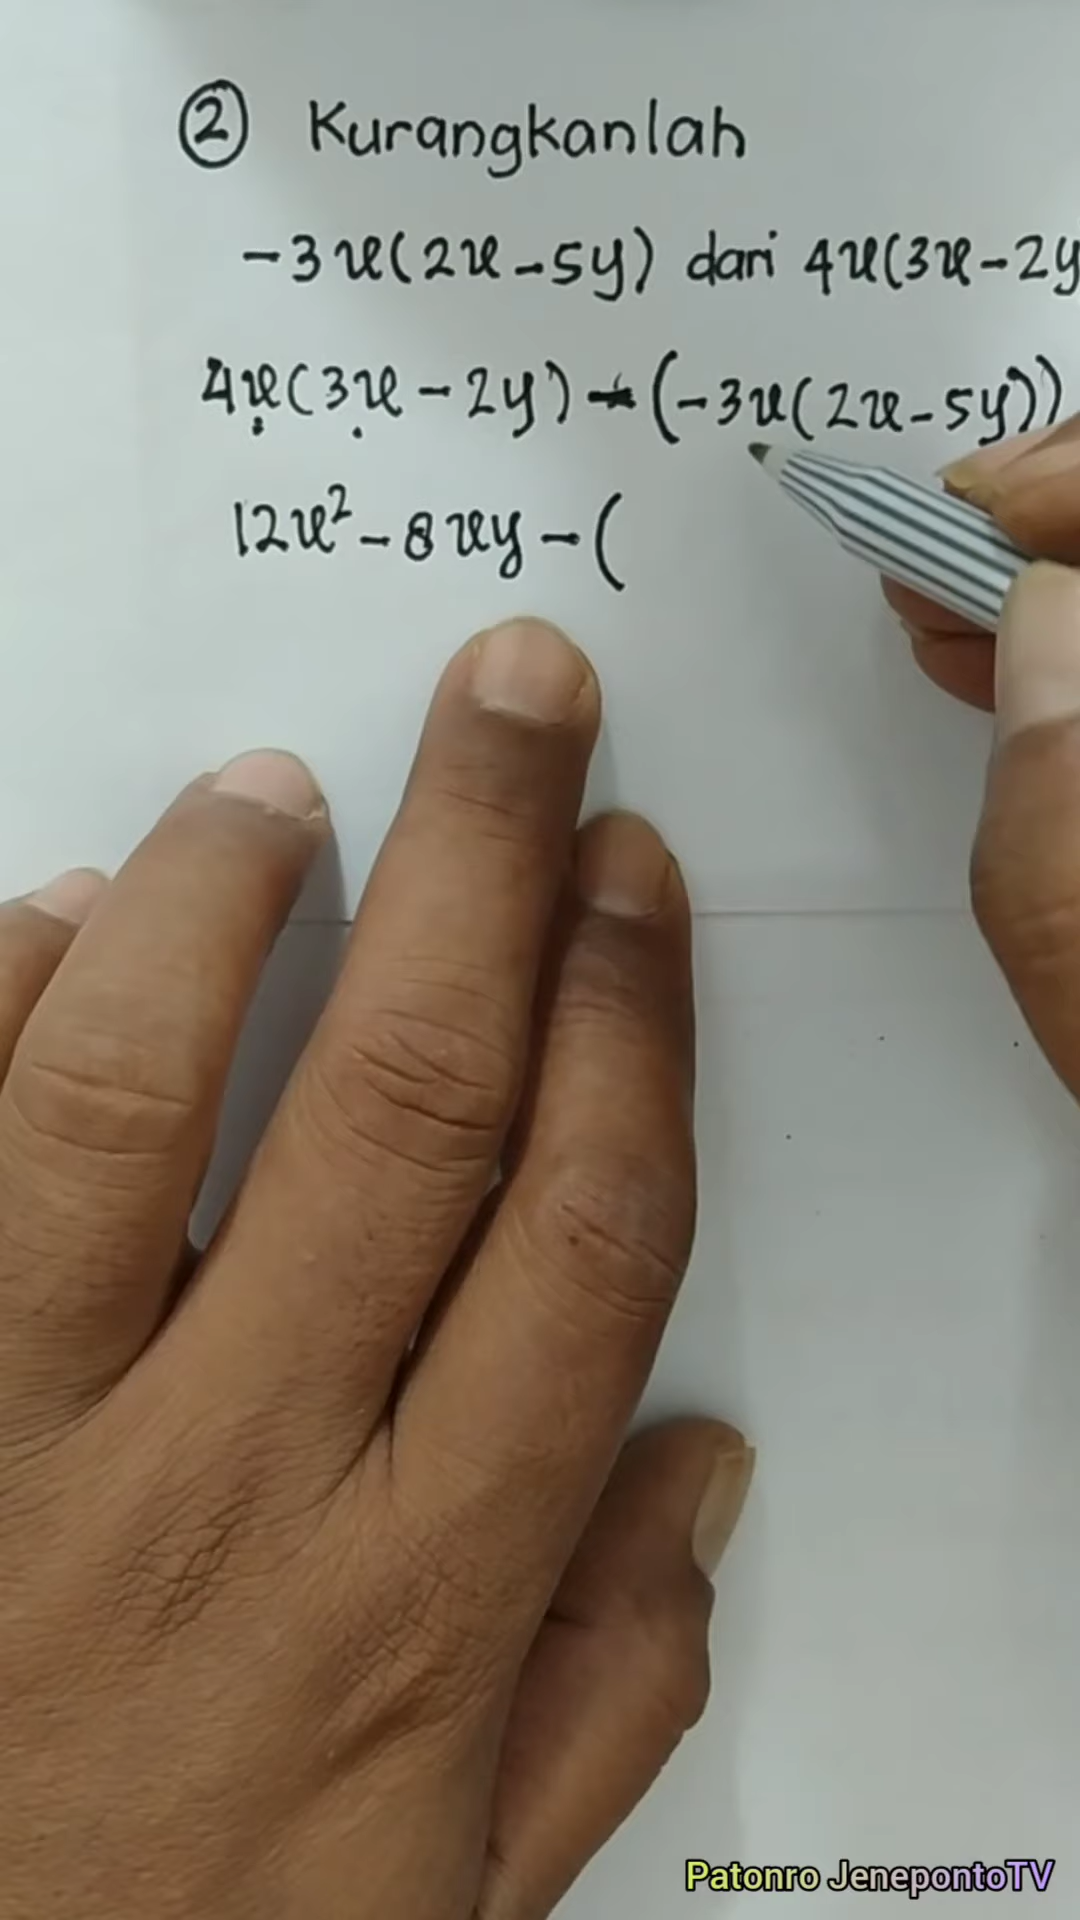 ② Kurangkanlah
-3x(2x-5y) dari 4x(3x-2y
4x(3x-2y)-(-3x(2x-5y))
12x²-8xy-(
Patonro JenepontoTV